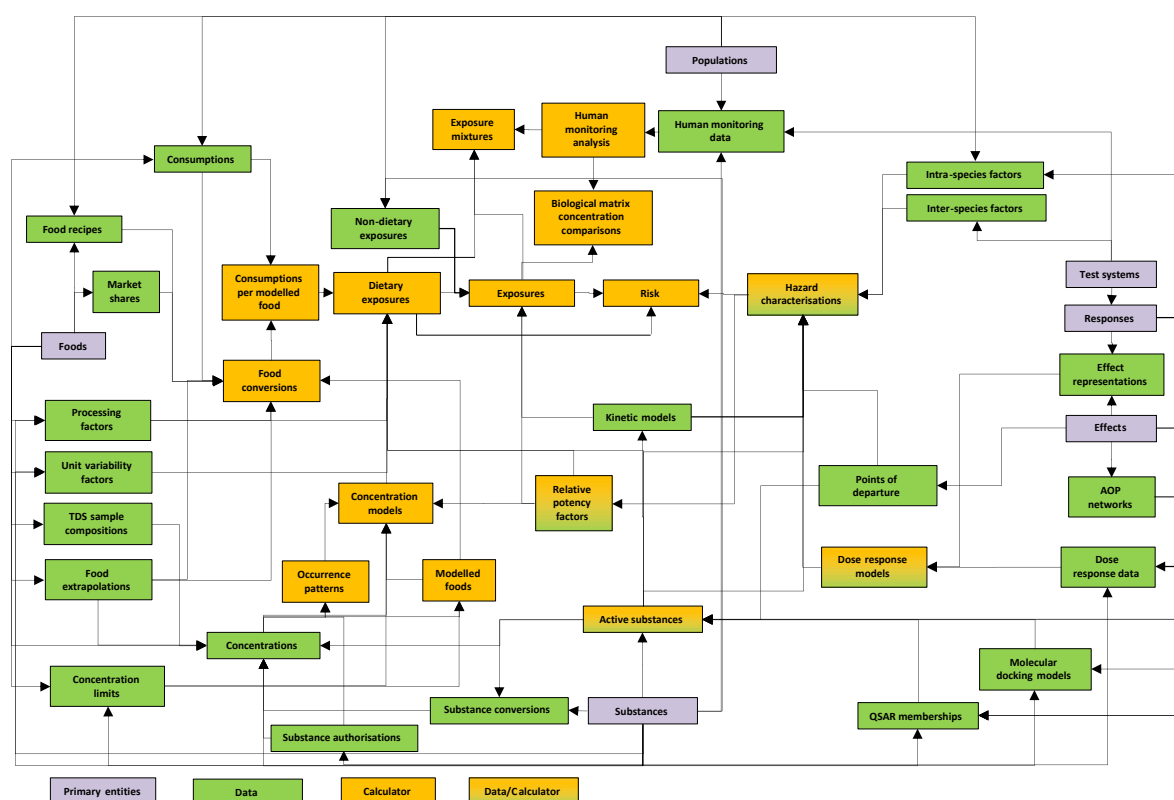 Populations
Exposure
mixtures
Human
monitoring
analysis
Human monitoring
data
Consumptions
Intra-species factors
Biological matrix
concentration
comparisons
Inter-species factors
Non-dietary
exposures
Food recipes
Market
shares
Consumptions
per modelled
food
Dietary
exposures
Exposures
Risk
Hazard
characterisations
Test systems
Responses
Foods
Food
conversions
Effect
representations
Processing
factors
Kinetic models
Effects
Unit variability
factors
Concentration
models
Relative
potency
factors
Points of
departure
AOP
networks
TDS sample
compositions
Food
extrapolations
Occurrence
patterns
Modelled
foods
Dose response
models
Dose
response data
Active substances
Concentrations
Molecular
docking models
Concentration
limits
Substance conversions
Substances
QSAR memberships
Substance authorisations
Primary entities
Data
Calculator
Data/Calculator